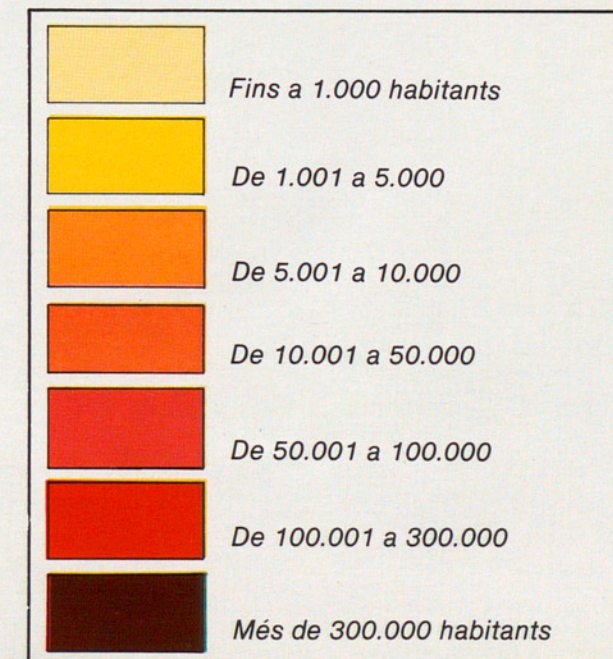 Fins a 1.000 habitants
De 1.001 a 5.000
De 5.001 a 10.000
De 10.001 a 50.000
De 50.001 a 100.000
De 100.001 a 300.000
Més de 300.000 habitants